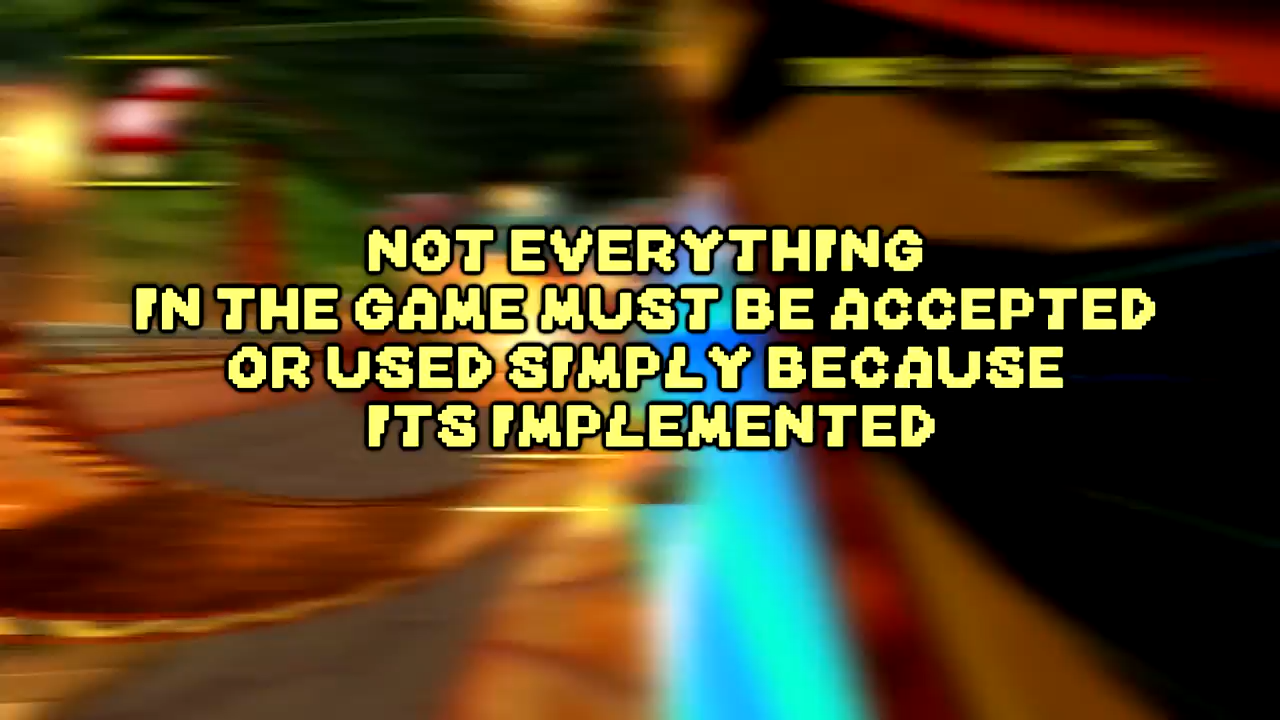 NOT EVERYTHING
IN THE GAME MUST BE ACCEPTED
OR USED SIMPLY BECAUSE
ITS IMPLEMENTED